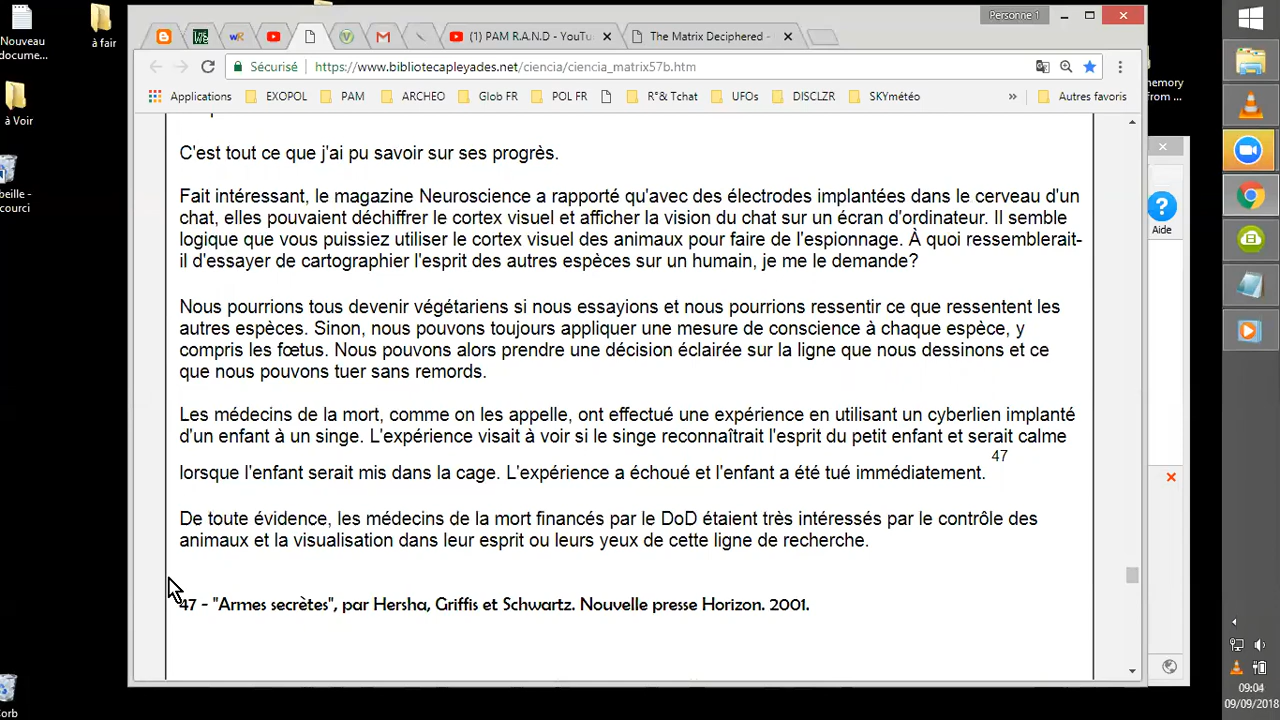 Nouveau
docume...
à fair
à Voir
eille -
courci
Corb
Personne 1
(1) PAM R.A.N.D - YouTu
The Matrix Deciphered -
Sécurisé
https://www.bibliotecapleyades.net/ciencia/ciencia_matrix57b.htm
Applications
EXOPOL
PAM
ARCHEO
Glob FR
POL FR
R°& Tchat
UFOs
DISCLZR
SKYmétéo
»
Autres favoris
C'est tout ce que j'ai pu savoir sur ses progrès.
Fait intéressant, le magazine Neuroscience a rapporté qu'avec des électrodes implantées dans le cerveau d'un
chat, elles pouvaient déchiffrer le cortex visuel et afficher la vision du chat sur un écran d'ordinateur. Il semble
logique que vous puissiez utiliser le cortex visuel des animaux pour faire de l'espionnage. À quoi ressemblerait-
il d'essayer de cartographier l'esprit des autres espèces sur un humain, je me le demande?
Nous pourrions tous devenir végétariens si nous essayions et nous pourrions ressentir ce que ressentent les
autres espèces. Sinon, nous pouvons toujours appliquer une mesure de conscience à chaque espèce, y
compris les fœtus. Nous pouvons alors prendre une décision éclairée sur la ligne que nous dessinons et ce
que nous pouvons tuer sans remords.
Les médecins de la mort, comme on les appelle, ont effectué une expérience en utilisant un cyberlien implanté
d'un enfant à un singe. L'expérience visait à voir si le singe reconnaîtrait l'esprit du petit enfant et serait calme
lorsque l'enfant serait mis dans la cage. L'expérience a échoué et l'enfant a été tué immédiatement. 47
De toute évidence, les médecins de la mort financés par le DoD étaient très intéressés par le contrôle des
animaux et la visualisation dans leur esprit ou leurs yeux de cette ligne de recherche.
47 - "Armes secrètes", par Hersha, Griffis et Schwartz. Nouvelle presse Horizon. 2001.
memory
from ...
Aide
09:04
09/09/2018